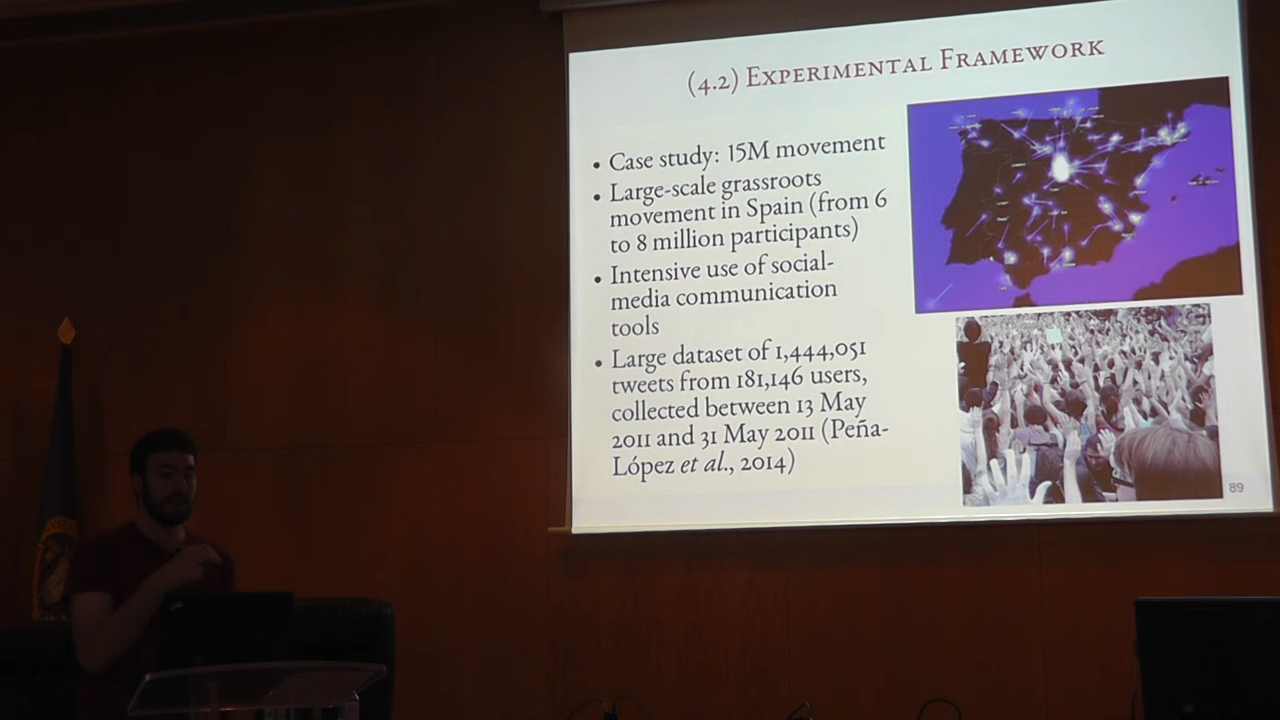 (4.2) Experimental Framework
• Case study: 15M movement
• Large-scale grassroots
movement in Spain (from 6
to 8 million participants)
• Intensive use of social-
media communication
tools
• Large dataset of 1,444,051
tweets from 181,146 users,
collected between 13 May
2011 and 31 May 2011 (Peña-
López et al., 2014)
89